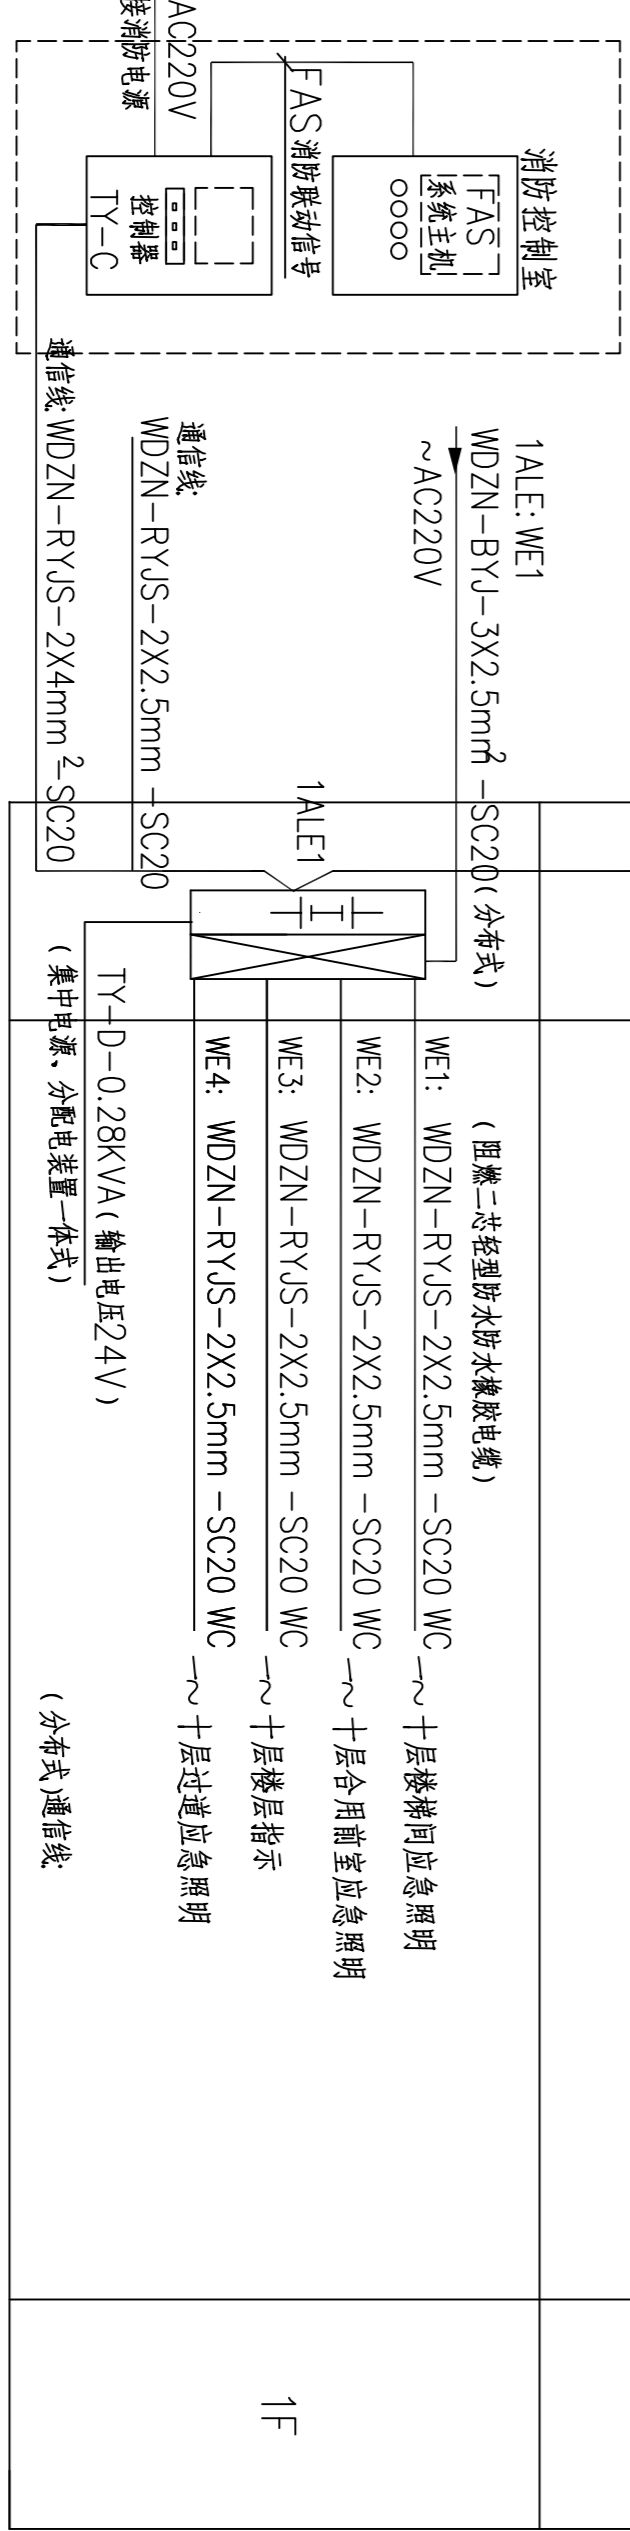 消防控制室
FAS
系统主机
FAS消防联动信号
控制器
TY-C
AC220V
接消防电源
1ALE: WE1
WDZN-BYJ-3X2.5mm²-SC20(分布式)
~AC220V
通信线:
WDZN-RYJS-2X2.5mm -SC20
通信线: WDZN-RYJS-2X4mm²-SC20
1ALE1
TY-D-0.28KVA(输出电压24V)
(集中电源、分配电装置一体式)
(阻燃二芯轻型防水防水橡胶电缆)
WE1: WDZN-RYJS-2X2.5mm -SC20 WC —~十层楼梯间应急照明
WE2: WDZN-RYJS-2X2.5mm -SC20 WC —~十层合用前室应急照明
WE3: WDZN-RYJS-2X2.5mm -SC20 WC —~十层楼层指示
WE4: WDZN-RYJS-2X2.5mm -SC20 WC —~十层过道应急照明
(分布式)通信线:
1F